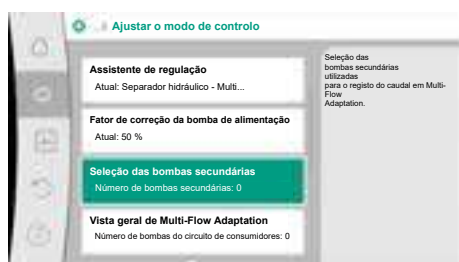 Ajustar o modo de controlo
Assistente de regulação
Atual: Separador hidráulico - Multi...
Fator de correção da bomba de alimentação
Atual: 50 %
Seleção das bombas secundárias
Número de bombas secundárias: 0
Vista geral de Multi-Flow Adaptation
Número de bombas do circuito de consumidores: 0
Seleção das
bombas secundárias
utilizadas
para o registo do caudal em Multi-
Flow
Adaptation.